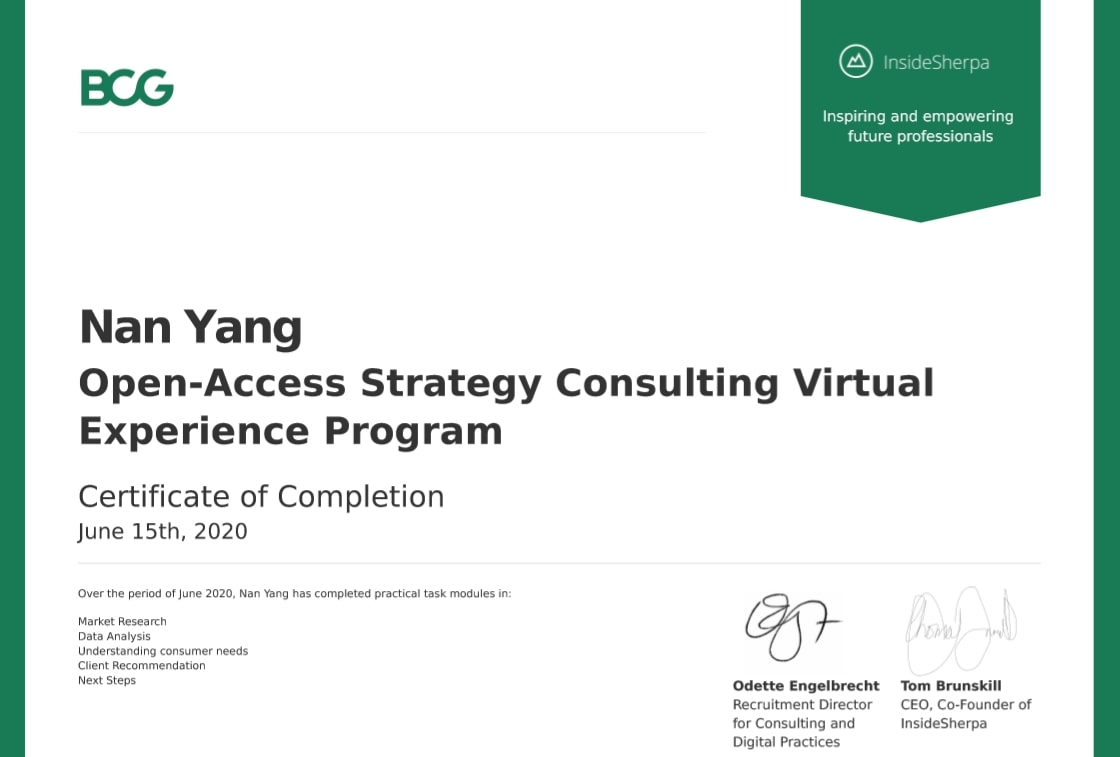 BCG
InsideSherpa
Inspiring and empowering
future professionals
Nan Yang
Open-Access Strategy Consulting Virtual
Experience Program
Certificate of Completion
June 15th, 2020
Over the period of June 2020, Nan Yang has completed practical task modules in:
Market Research
Data Analysis
Understanding consumer needs
Client Recommendation
Next Steps
Odette Engelbrecht
Recruitment Director
for Consulting and
Digital Practices
Tom Brunskill
CEO, Co-Founder of
InsideSherpa